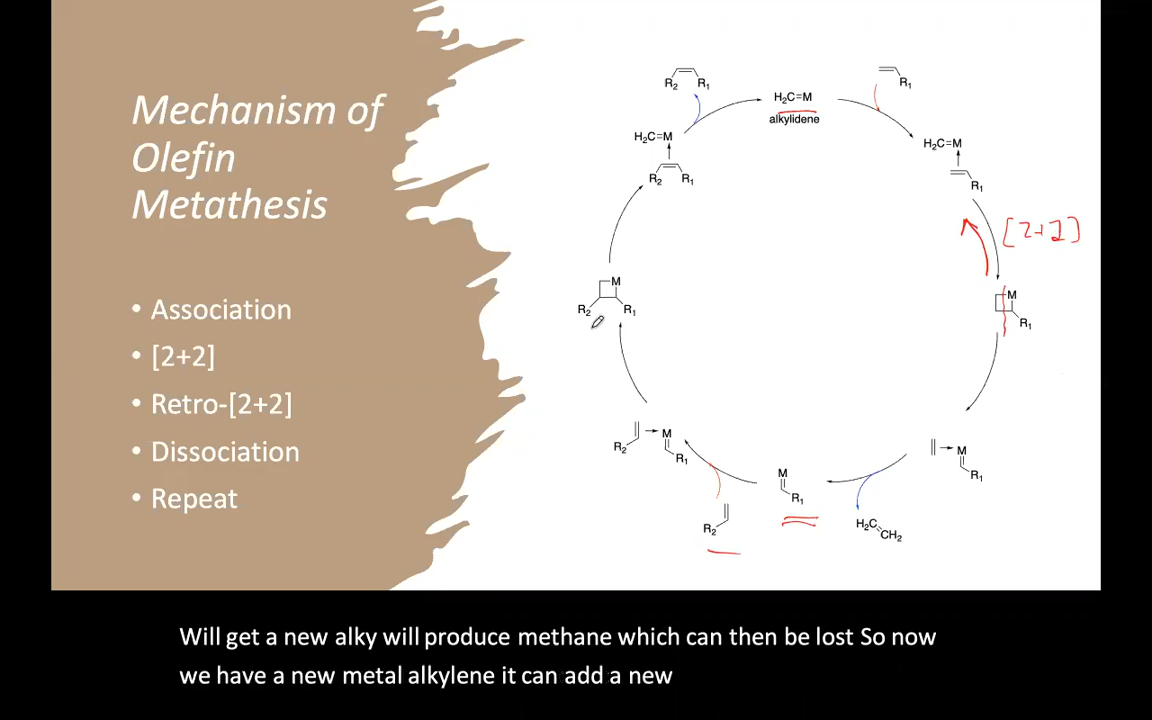 Mechanism of
Olefin
Metathesis
• Association
• [2+2]
• Retro-[2+2]
• Dissociation
• Repeat
R2 R1
H2C=M
alkylidene
R1
H2C=M
R1
[2+2]
M
R1
M
R1
H2C CH2
M
R1
R2
R2
M
R1
M
R2 R1
H2C=M
R2 R1
Will get a new alky will produce methane which can then be lost So now
we have a new metal alkylene it can add a new